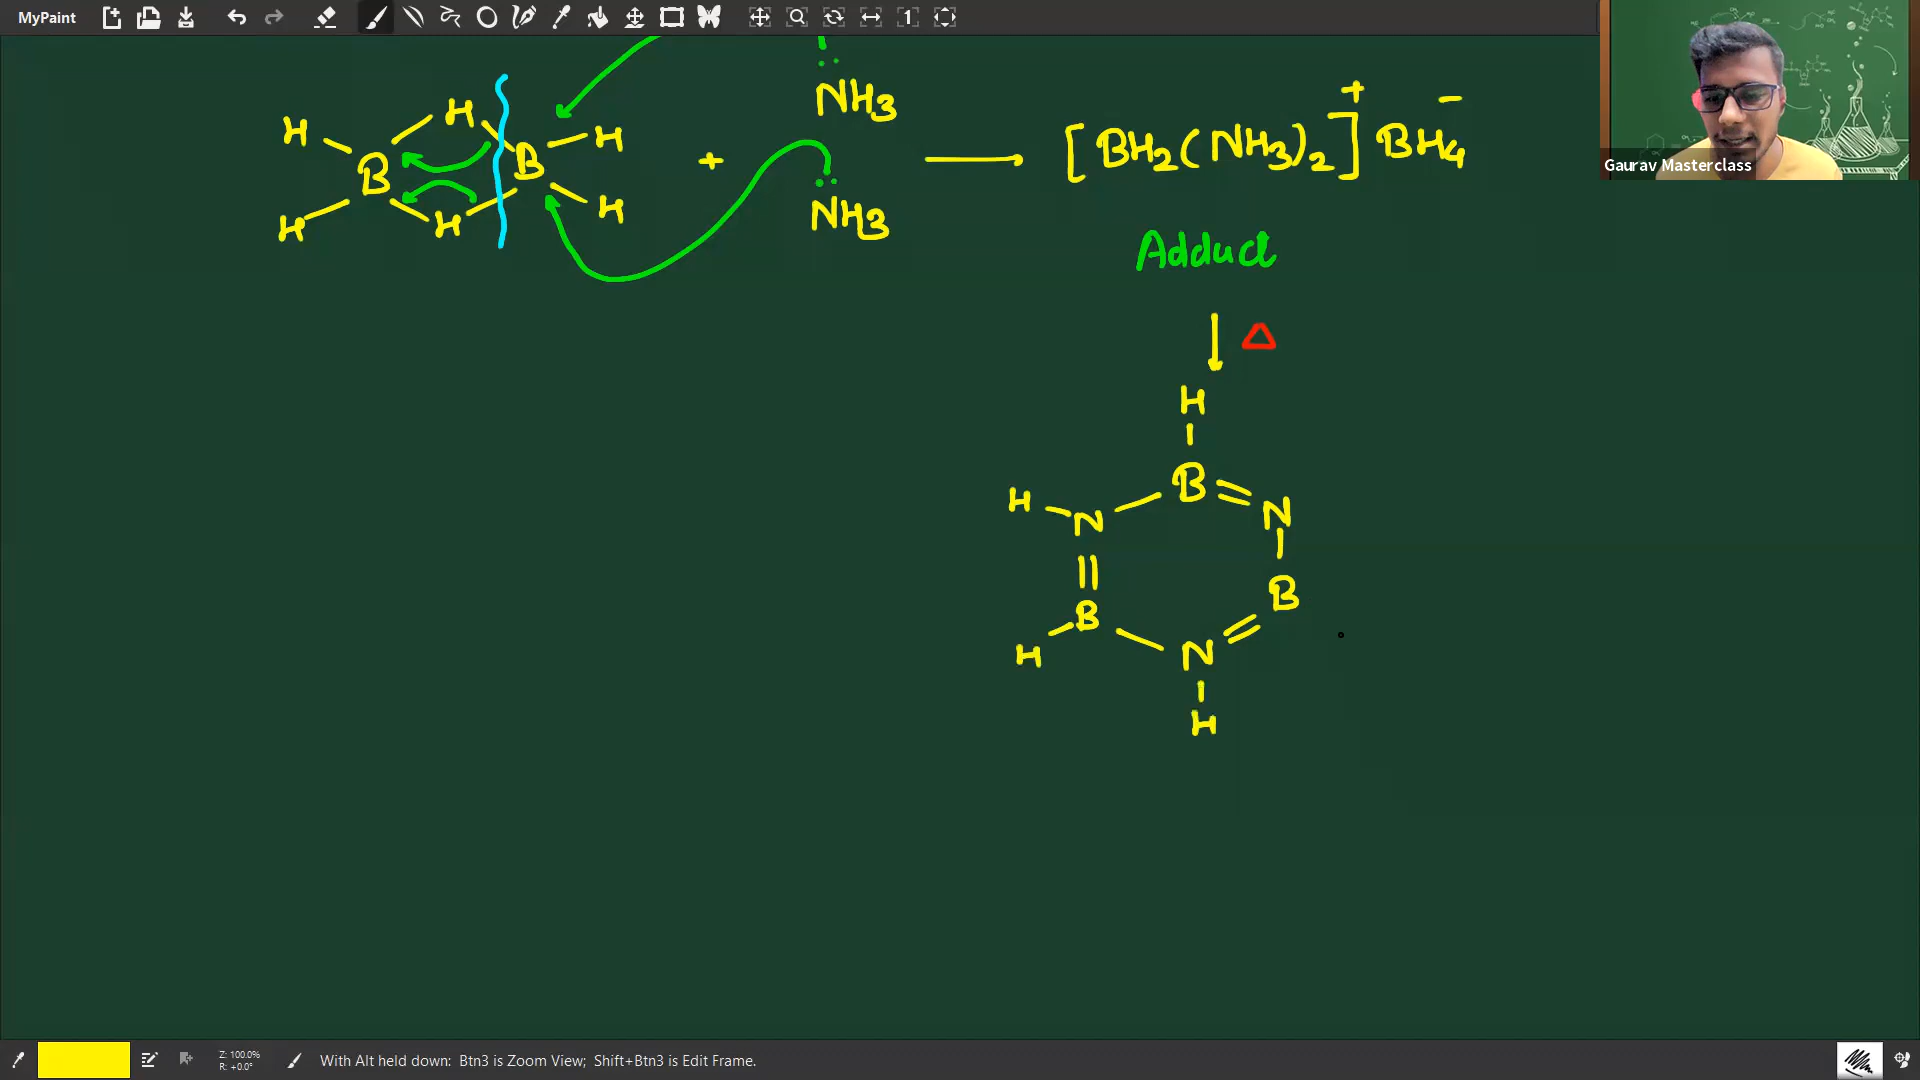 MyPaint
Gaurav Masterclass
H H B H + NH3 → [BH2(NH3)2]+ BH4-
H B H H NH3
Adduct
Δ
H
B
H N N
B B
H N
H
Z: 100.0%
R: +0.0°
With Alt held down: Btn3 is Zoom View; Shift+Btn3 is Edit Frame.